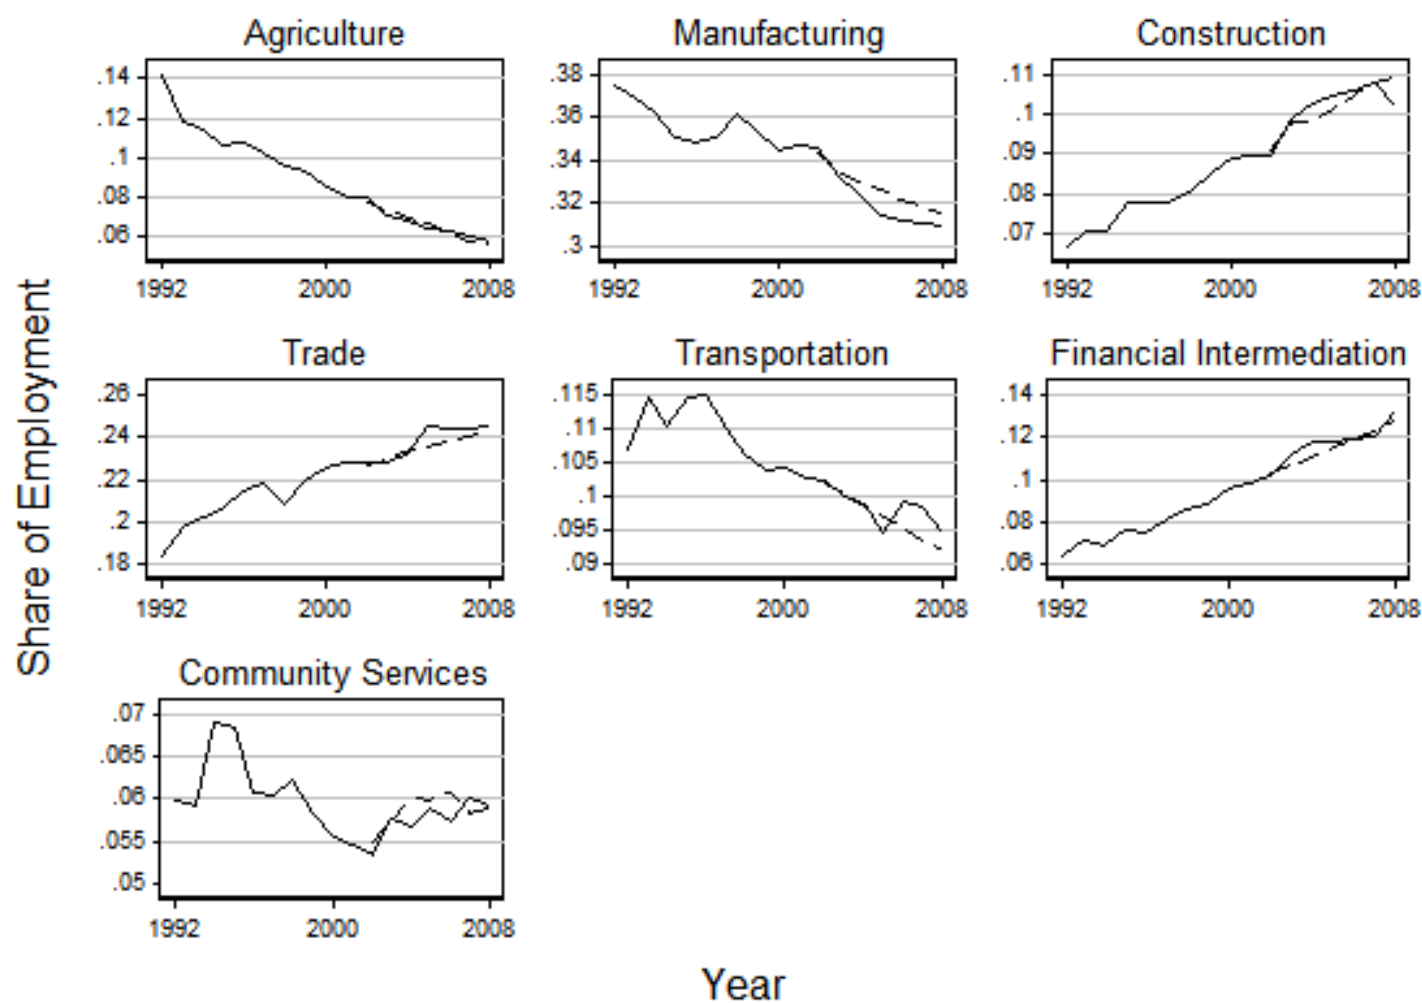 Agriculture
.14
.12
.1
.08
.06
1992 2000 2008
Manufacturing
.38
.36
.34
.32
.3
1992 2000 2008
Construction
.11
.1
.09
.08
.07
1992 2000 2008
Share of Employment
Trade
.26
.24
.22
.2
.18
1992 2000 2008
Transportation
.115
.11
.105
.1
.095
.09
1992 2000 2008
Financial Intermediation
.14
.12
.1
.08
.06
1992 2000 2008
Community Services
.07
.065
.06
.055
.05
1992 2000 2008
Year